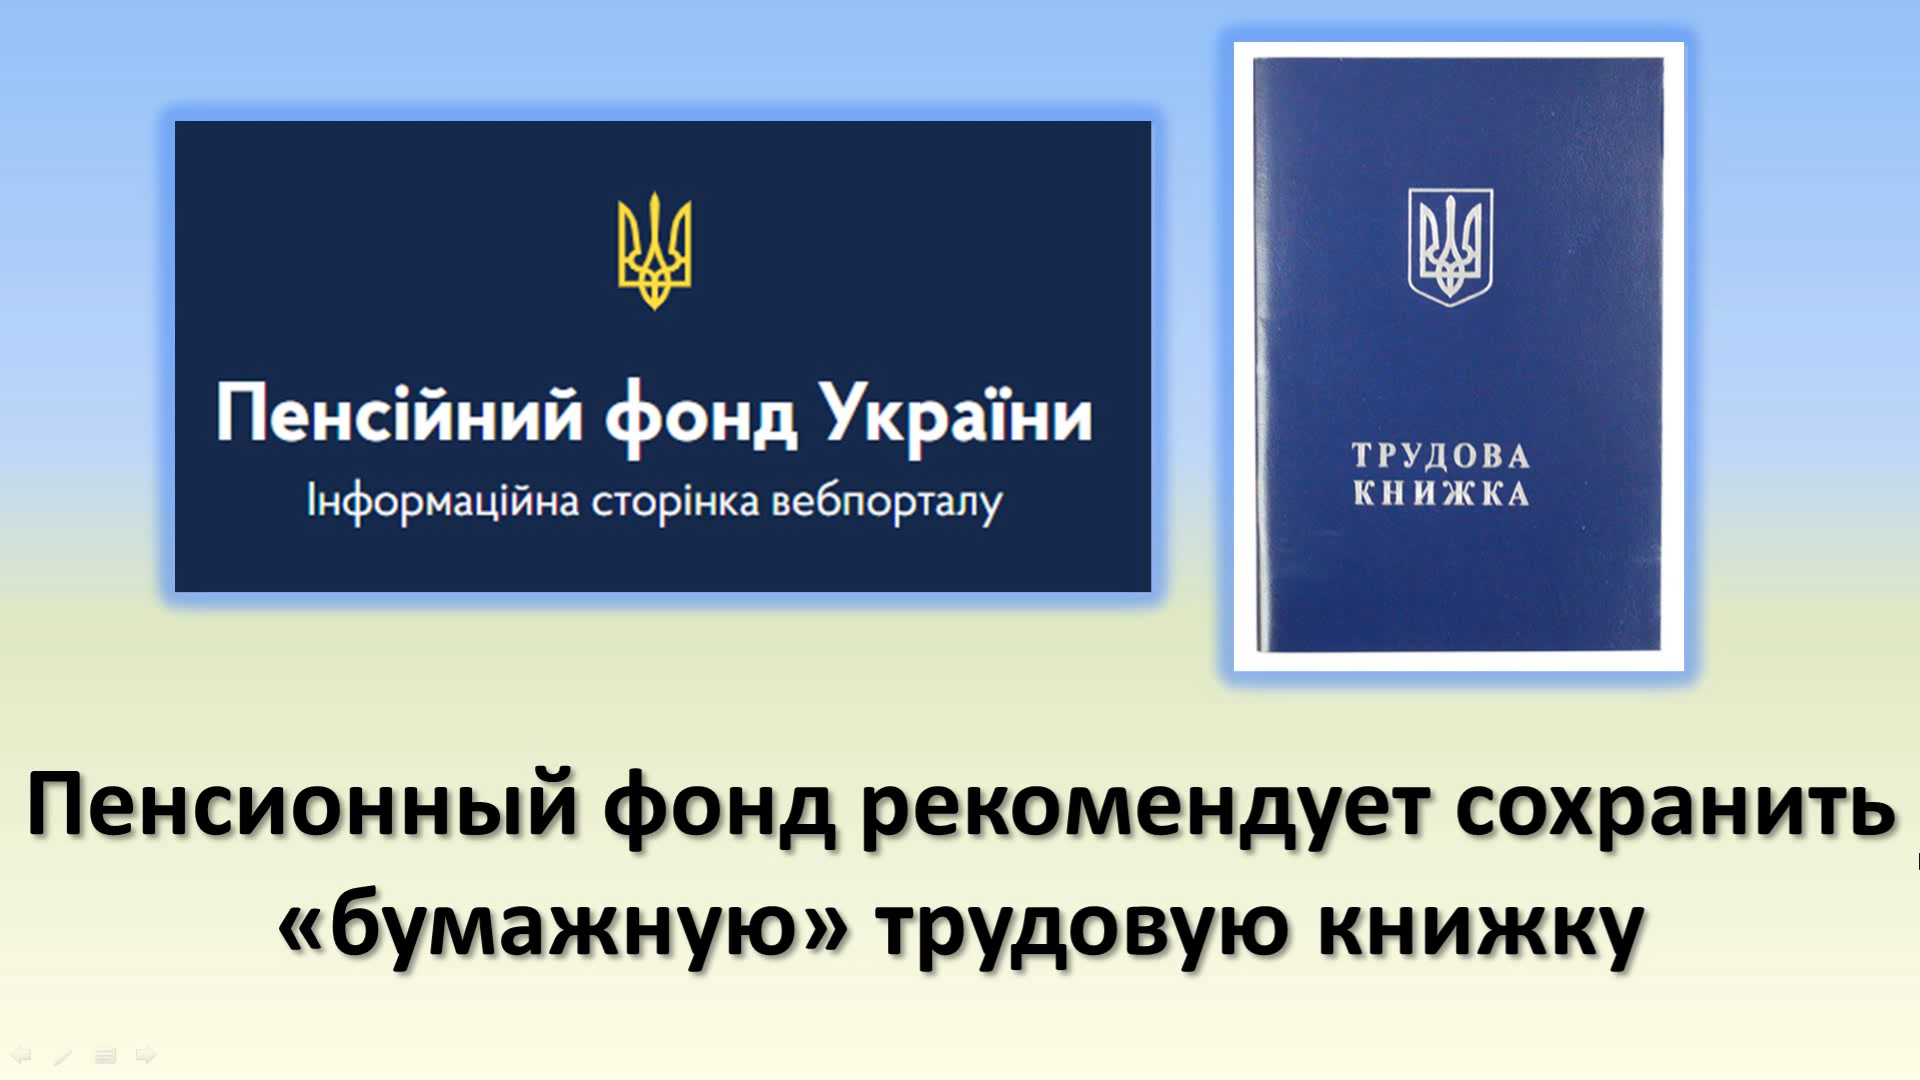 Пенсійний фонд України
Інформаційна сторінка вебпорталу
ТРУДОВА
КНИЖКА
Пенсионный фонд рекомендует сохранить
«бумажную» трудовую книжку